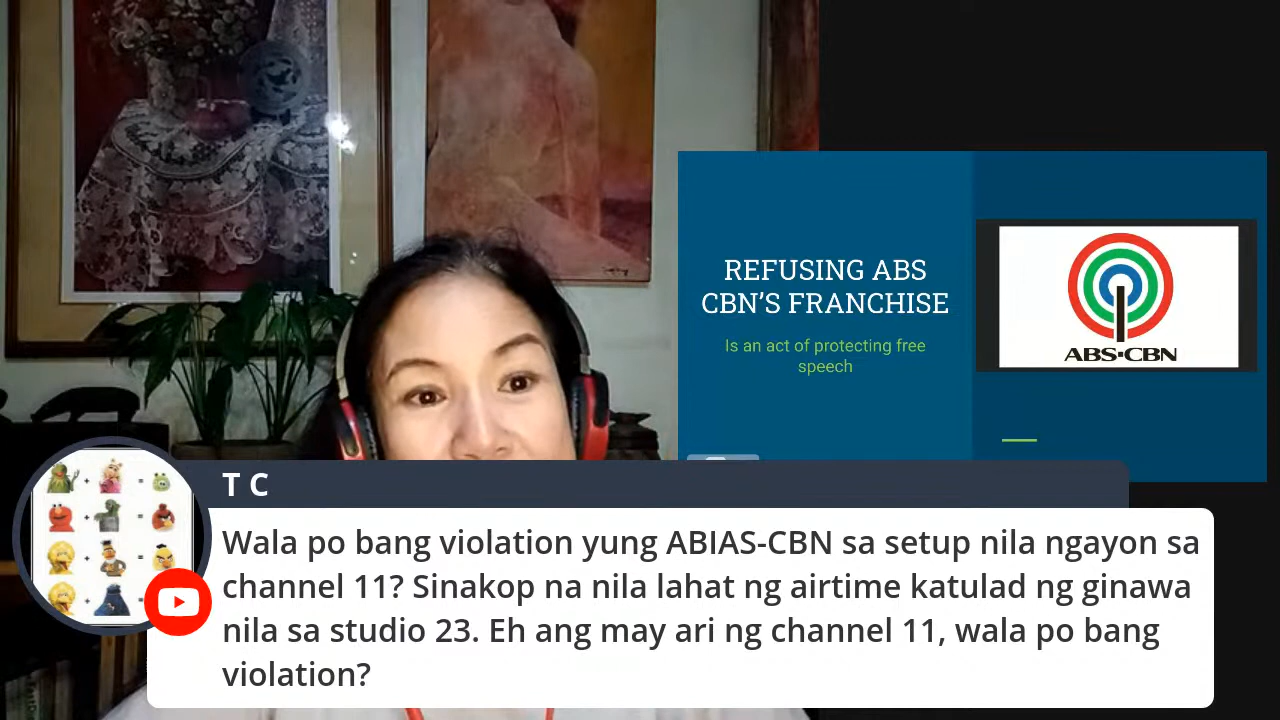 REFUSING ABS
CBN'S FRANCHISE
Is an act of protecting free
speech
ABS-CBN
T C
Wala po bang violation yung ABIAS-CBN sa setup nila ngayon sa
channel 11? Sinakop na nila lahat ng airtime katulad ng ginawa
nila sa studio 23. Eh ang may ari ng channel 11, wala po bang
violation?